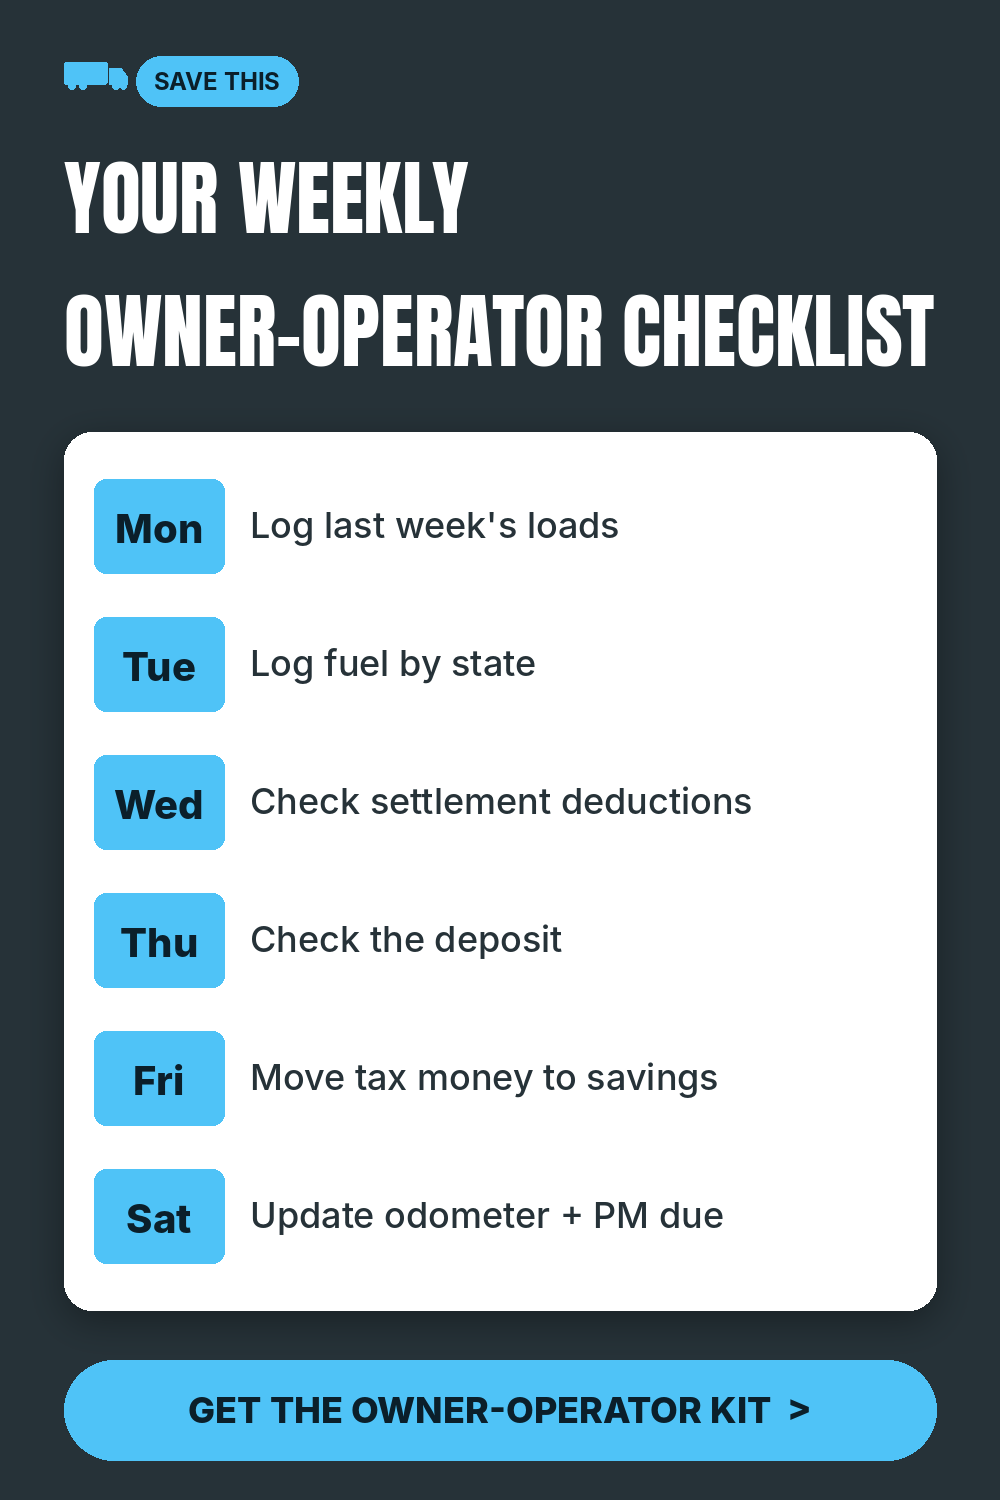 SAVE THIS
YOUR WEEKLY
OWNER-OPERATOR CHECKLIST
Mon Log last week's loads
Tue Log fuel by state
Wed Check settlement deductions
Thu Check the deposit
Fri Move tax money to savings
Sat Update odometer + PM due
GET THE OWNER-OPERATOR KIT >